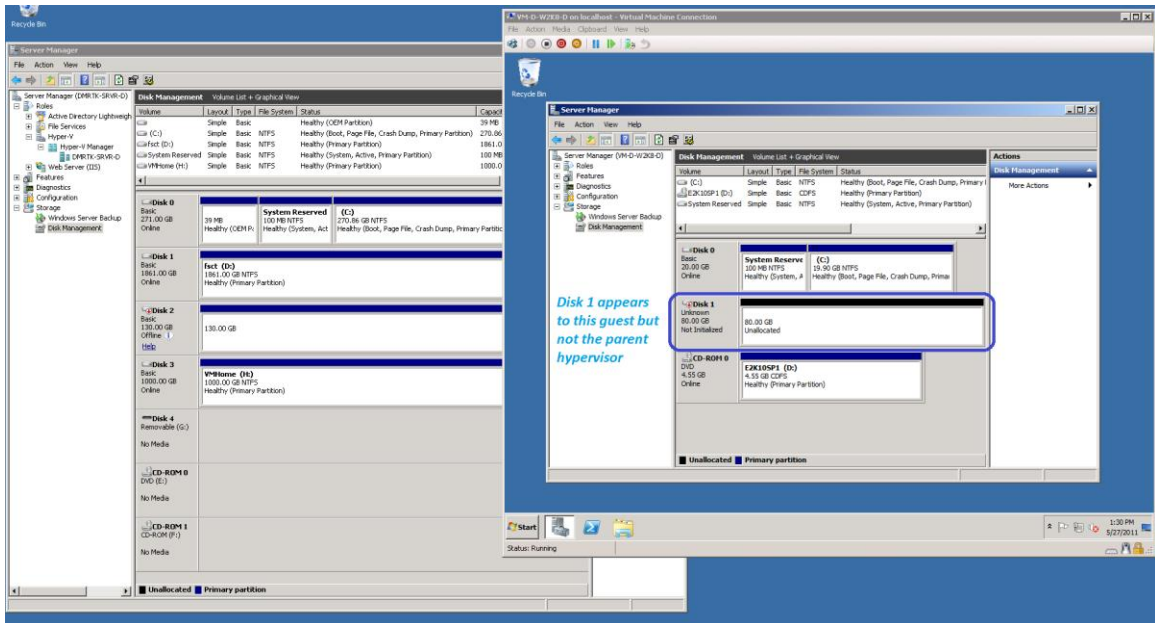 Recycle Bin
Server Manager
File Action View Help
Server Manager (DMRTK-SRVR-D)
Roles
Active Directory Lightweigh
File Services
Hyper-V
Hyper-V Manager
DMRTK-SRVR-D
Web Server (IIS)
Features
Diagnostics
Configuration
Storage
Windows Server Backup
Disk Management
Disk Management Volume List + Graphical View
Volume Layout Type File System Status Capacit
Simple Basic Healthy (OEM Partition) 39 MB
(C:) Simple Basic NTFS Healthy (Boot, Page File, Crash Dump, Primary Partition) 270.86
fsct (D:) Simple Basic NTFS Healthy (Primary Partition) 1861.0
System Reserved Simple Basic NTFS Healthy (System, Active, Primary Partition) 100 MB
VMHome (H:) Simple Basic NTFS Healthy (Primary Partition) 1000.0
Disk 0
Basic
271.00 GB
Online
39 MB
Healthy (OEM P
System Reserved
100 MB NTFS
Healthy (System, Act
(C:)
270.86 GB NTFS
Healthy (Boot, Page File, Crash Dump, Primary Partitic
Disk 1
Basic
1861.00 GB
Online
fsct (D:)
1861.00 GB NTFS
Healthy (Primary Partition)
Disk 2
Basic
130.00 GB
Offline
Help
130.00 GB
Disk 3
Basic
1000.00 GB
Online
VMHome (H:)
1000.00 GB NTFS
Healthy (Primary Partition)
Disk 4
Removable (G:)
No Media
CD-ROM 0
DVD (E:)
No Media
CD-ROM 1
CD-ROM (F:)
No Media
Unallocated Primary partition
VM-D-W2K8-D on localhost - Virtual Machine Connection
File Action Media Clipboard View Help
Recycle Bin
Server Manager
File Action View Help
Server Manager (VM-D-W2K8-D)
Roles
Features
Diagnostics
Configuration
Storage
Windows Server Backup
Disk Management
Disk Management Volume List + Graphical View
Volume Layout Type File System Status
(C:) Simple Basic NTFS Healthy (Boot, Page File, Crash Dump, Primary
E2K10SP1 (D:) Simple Basic CDFS Healthy (Primary Partition)
System Reserved Simple Basic NTFS Healthy (System, Active, Primary Partition)
Actions
Disk Management
More Actions
Disk 0
Basic
20.00 GB
Online
System Reserve
100 MB NTFS
Healthy (System, A
(C:)
19.90 GB NTFS
Healthy (Boot, Page File, Crash Dump, Primar
Disk 1 appears
to this guest but
not the parent
hypervisor
Disk 1
Unknown
80.00 GB
Not Initialized
80.00 GB
Unallocated
CD-ROM 0
DVD
4.55 GB
Online
E2K10SP1 (D:)
4.55 GB CDFS
Healthy (Primary Partition)
Unallocated Primary partition
Start
1:30 PM
5/27/2011
Status: Running